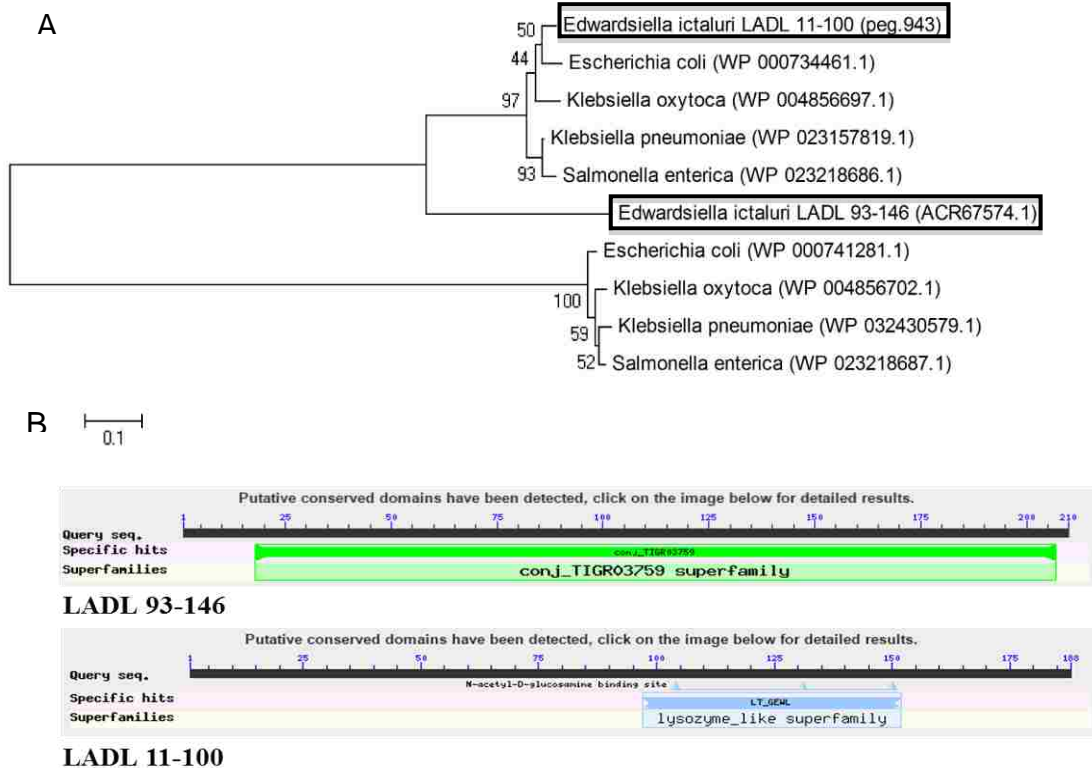 A
50
Edwardsiella ictaluri LADL 11-100 (peg.943)
44
Escherichia coli (WP 000734461.1)
97
Klebsiella oxytoca (WP 004856697.1)
Klebsiella pneumoniae (WP 023157819.1)
93
Salmonella enterica (WP 023218686.1)
Edwardsiella ictaluri LADL 93-146 (ACR67574.1)
Escherichia coli (WP 000741281.1)
100
Klebsiella oxytoca (WP 004856702.1)
59
Klebsiella pneumoniae (WP 032430579.1)
52
Salmonella enterica (WP 023218687.1)
B
0.1
Putative conserved domains have been detected, click on the image below for detailed results.
1 25 50 75 100 125 150 175 200 210
Query seq.
Specific hits conj_TIGR03759
Superfamilies conj_TIGR03759 superfamily
LADL 93-146
Putative conserved domains have been detected, click on the image below for detailed results.
1 25 50 75 100 125 150 175 188
Query seq.
N-acetyl-D-glucosamine binding site
Specific hits LT_GEWL
Superfamilies lysozyme_like superfamily
LADL 11-100